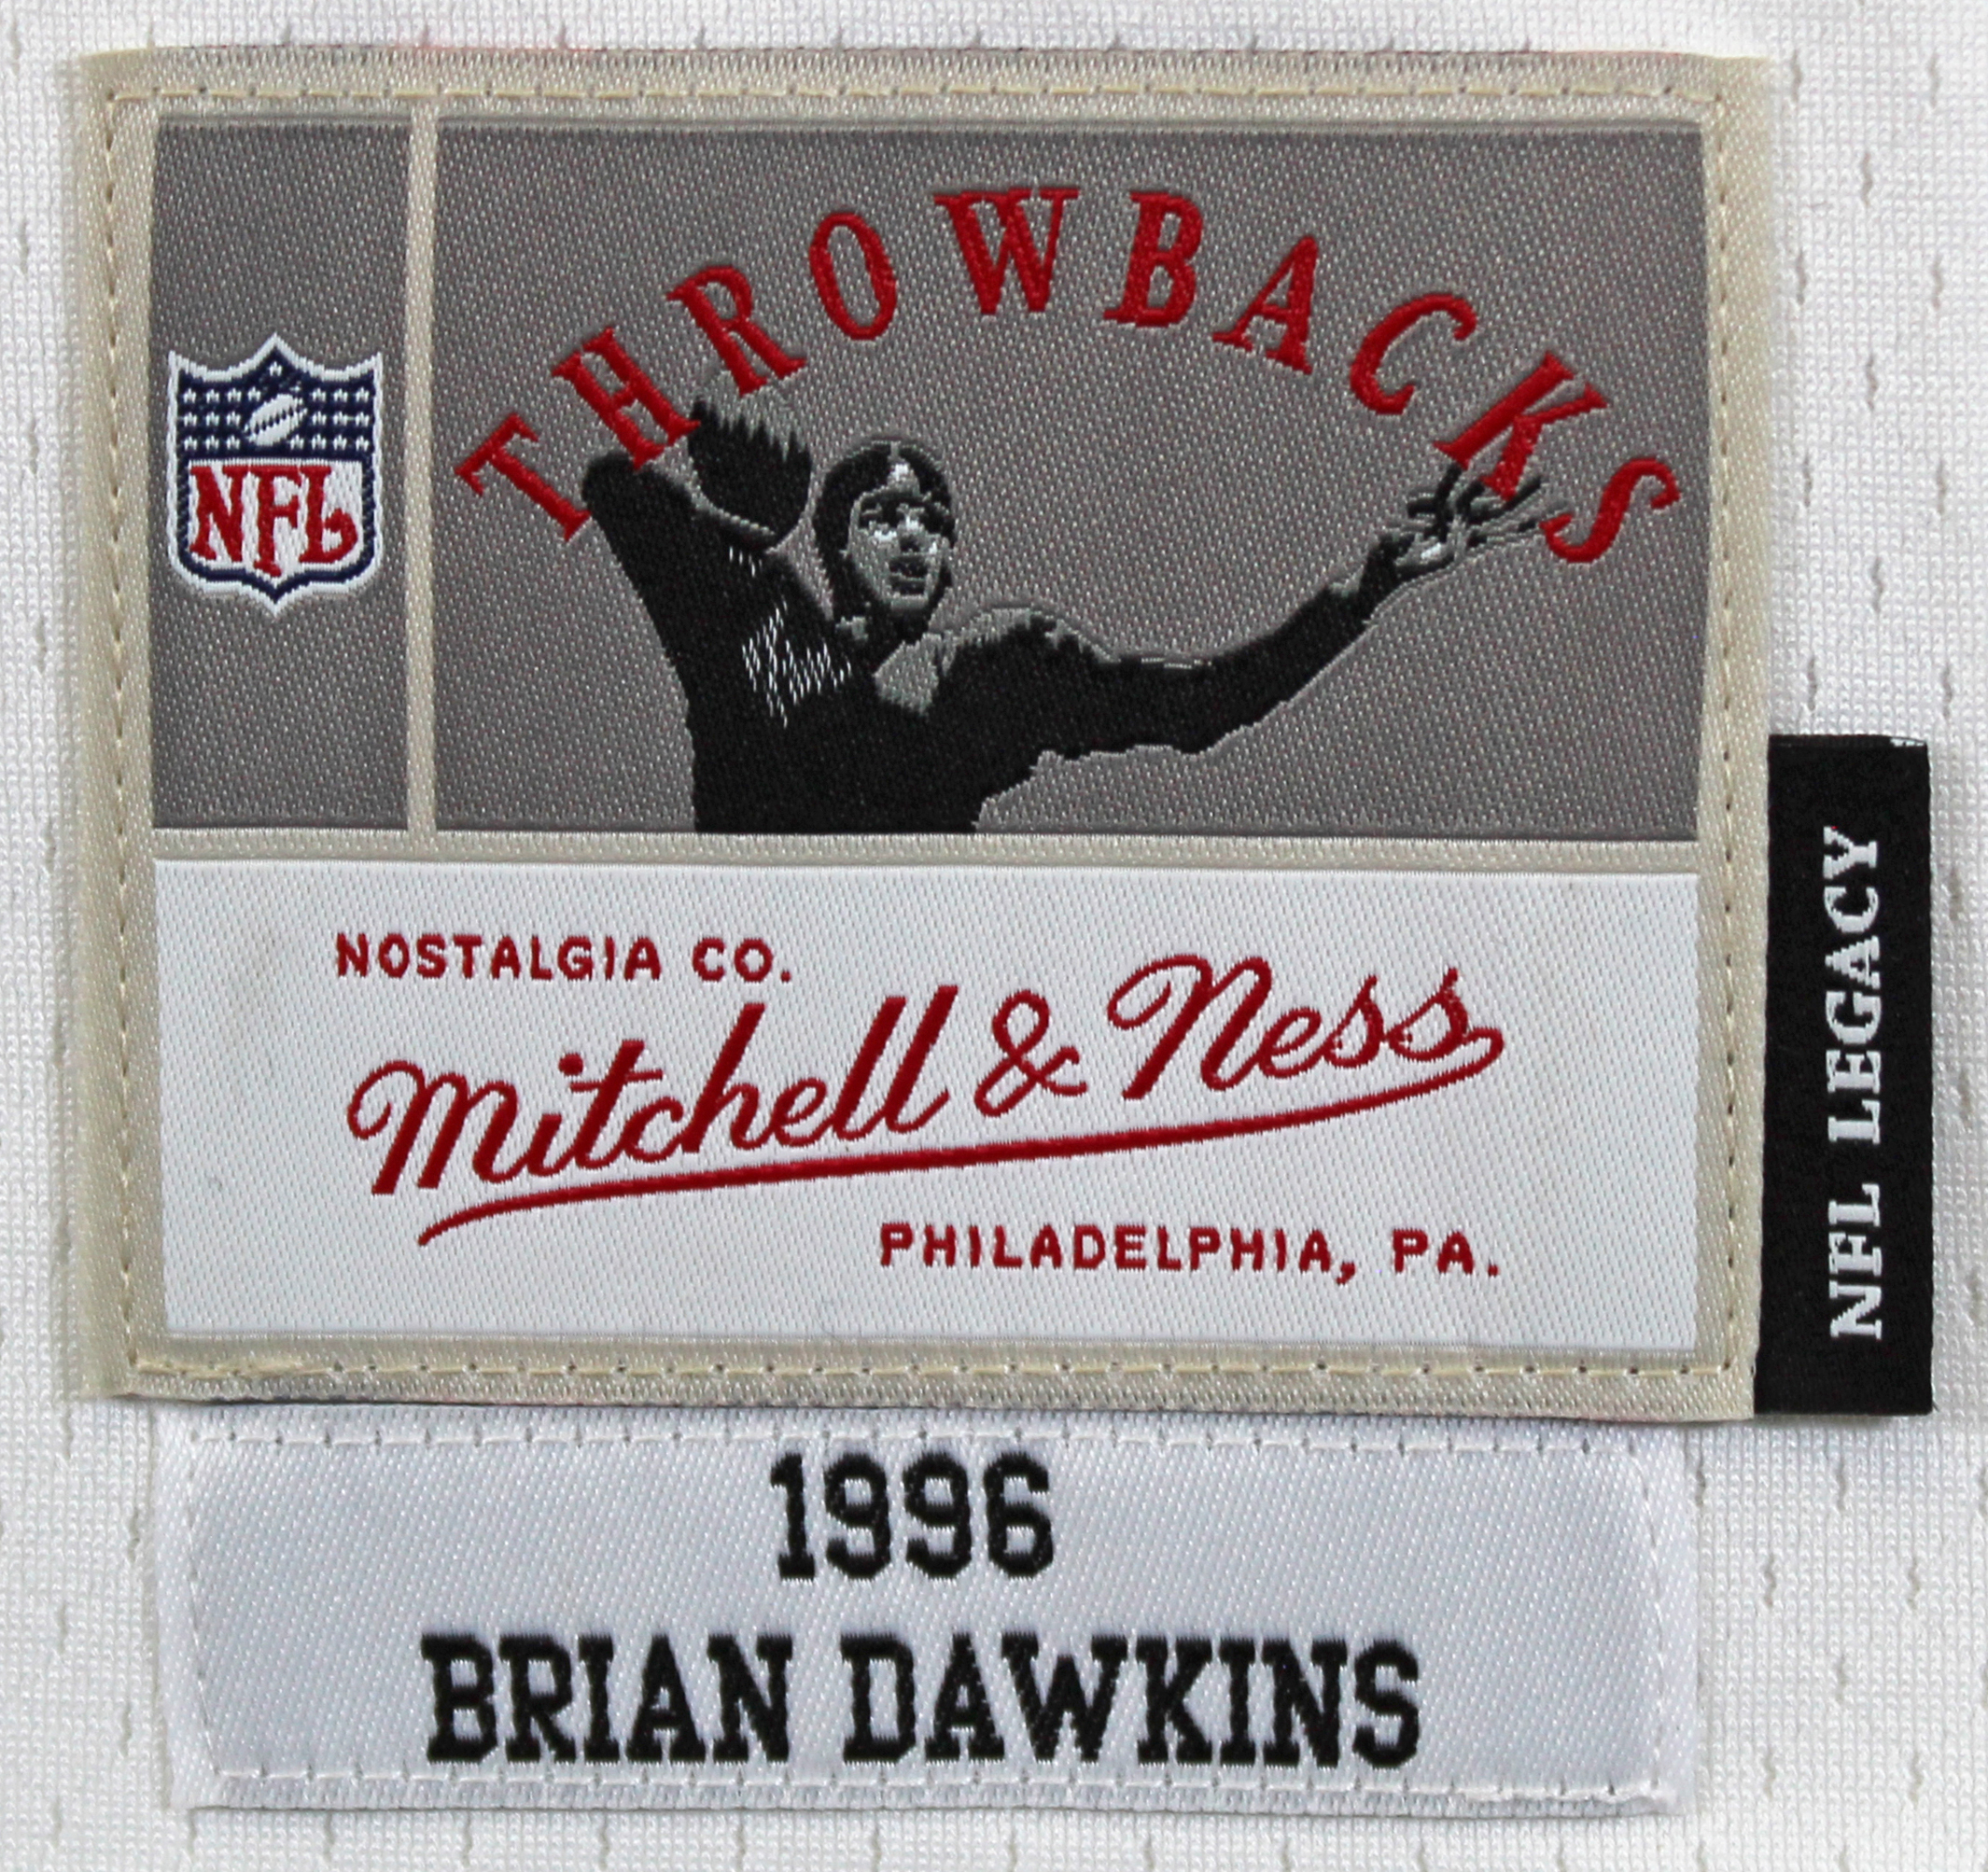 THROWBACKS
NFL
NOSTALGIA CO.
Mitchell & Ness
PHILADELPHIA, PA.
NFL LEGACY
1996
BRIAN DAWKINS